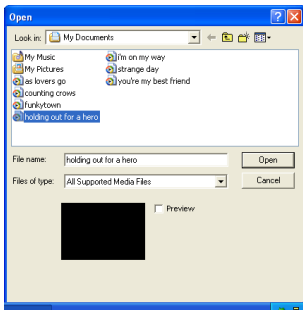 Open
Look in: My Documents
My Music
My Pictures
as lovers go
counting crows
funkytown
holding out for a hero
i'm on my way
strange day
you're my best friend
File name: holding out for a hero Open
Files of type: All Supported Media Files Cancel
Preview